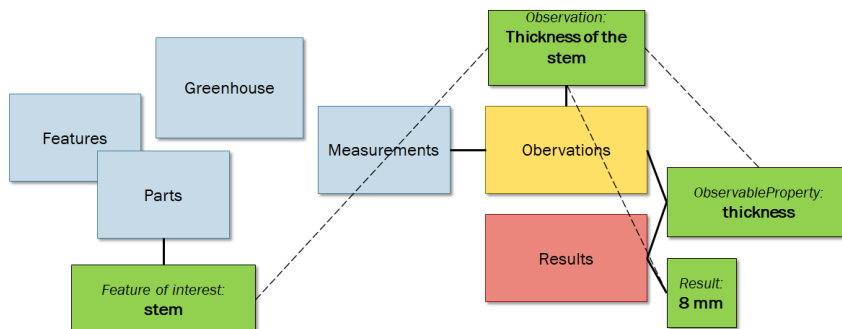 Observation:
Thickness of the
stem
Greenhouse
Features
Measurements
Obervations
Parts
ObservableProperty:
thickness
Results
Feature of interest:
stem
Result:
8 mm